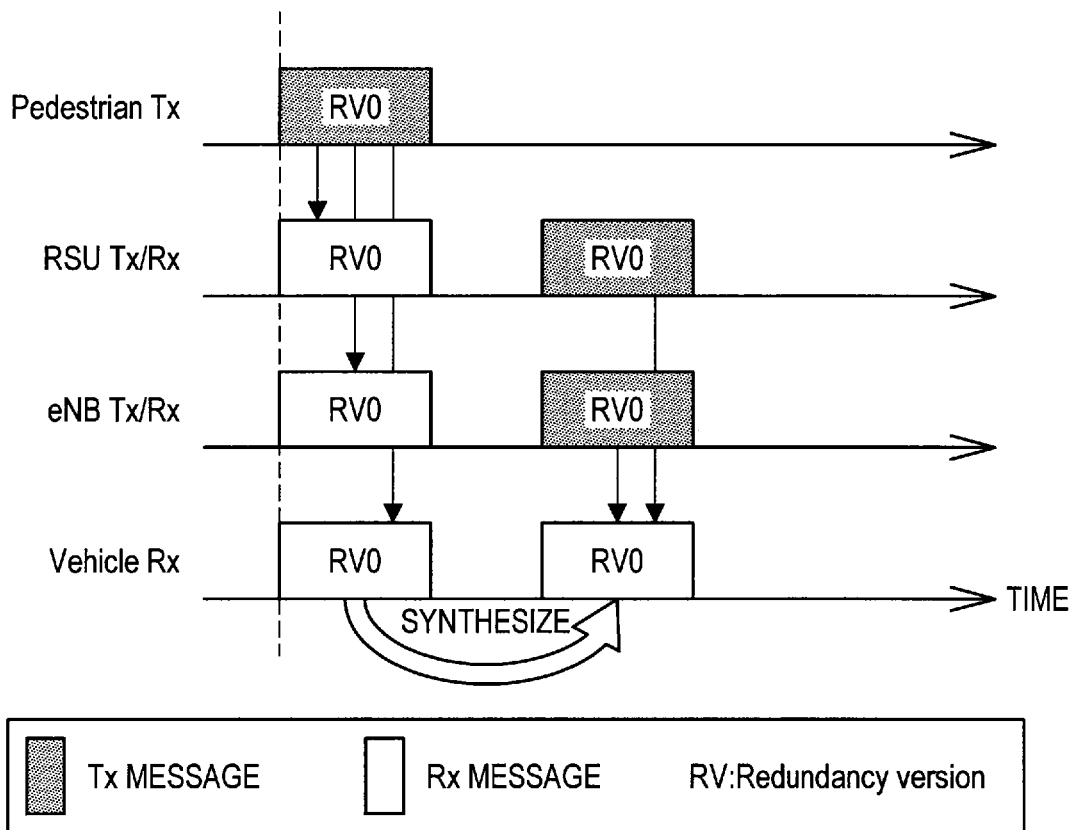 Pedestrian Tx
RV0
RSU Tx/Rx
RV0
RV0
eNB Tx/Rx
RV0
RV0
Vehicle Rx
RV0
RV0
TIME
SYNTHESIZE
Tx MESSAGE
Rx MESSAGE
RV:Redundancy version